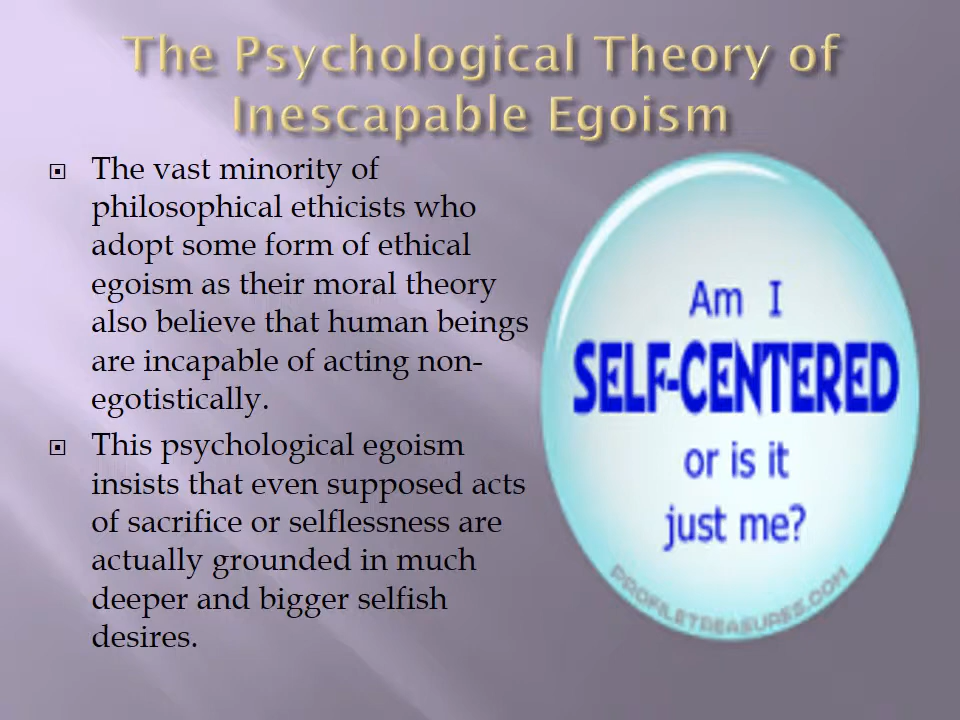 The Psychological Theory of
Inescapable Egoism
The vast minority of
philosophical ethicists who
adopt some form of ethical
egoism as their moral theory
also believe that human beings
are incapable of acting non-
egotistically.
This psychological egoism
insists that even supposed acts
of sacrifice or selflessness are
actually grounded in much
deeper and bigger selfish
desires.
Am I
SELF-CENTERED
or is it
just me?
PROFILETREASURES.COM